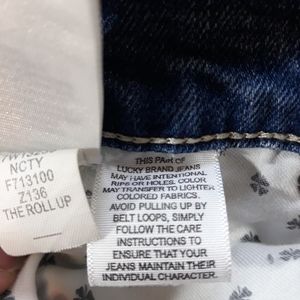 NCTY
F713100
Z136
THE ROLL UP
THIS PAIR OF
LUCKY BRAND JEANS
MAY HAVE INTENTIONAL
RIPS OR HOLES. COLOR
MAY TRANSFER TO LIGHTER
COLORED FABRICS.
AVOID PULLING UP BY
BELT LOOPS, SIMPLY
FOLLOW THE CARE
INSTRUCTIONS TO
ENSURE THAT YOUR
JEANS MAINTAIN THEIR
INDIVIDUAL CHARACTER.